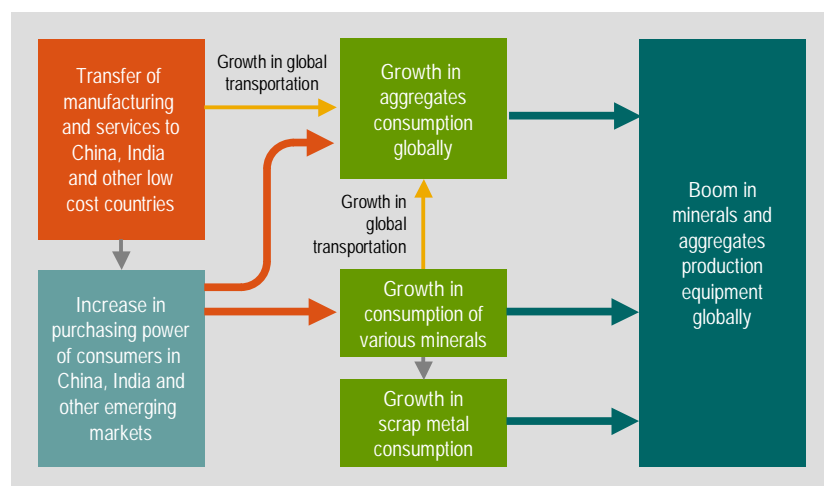 Transfer of
manufacturing
and services to
China, India
and other low
cost countries
Growth in global
transportation
Growth in
aggregates
consumption
globally
Growth in
global
transportation
Boom in
minerals and
aggregates
production
equipment
globally
Increase in
purchasing power
of consumers in
China, India and
other emerging
markets
Growth in
consumption of
various minerals
Growth in
scrap metal
consumption